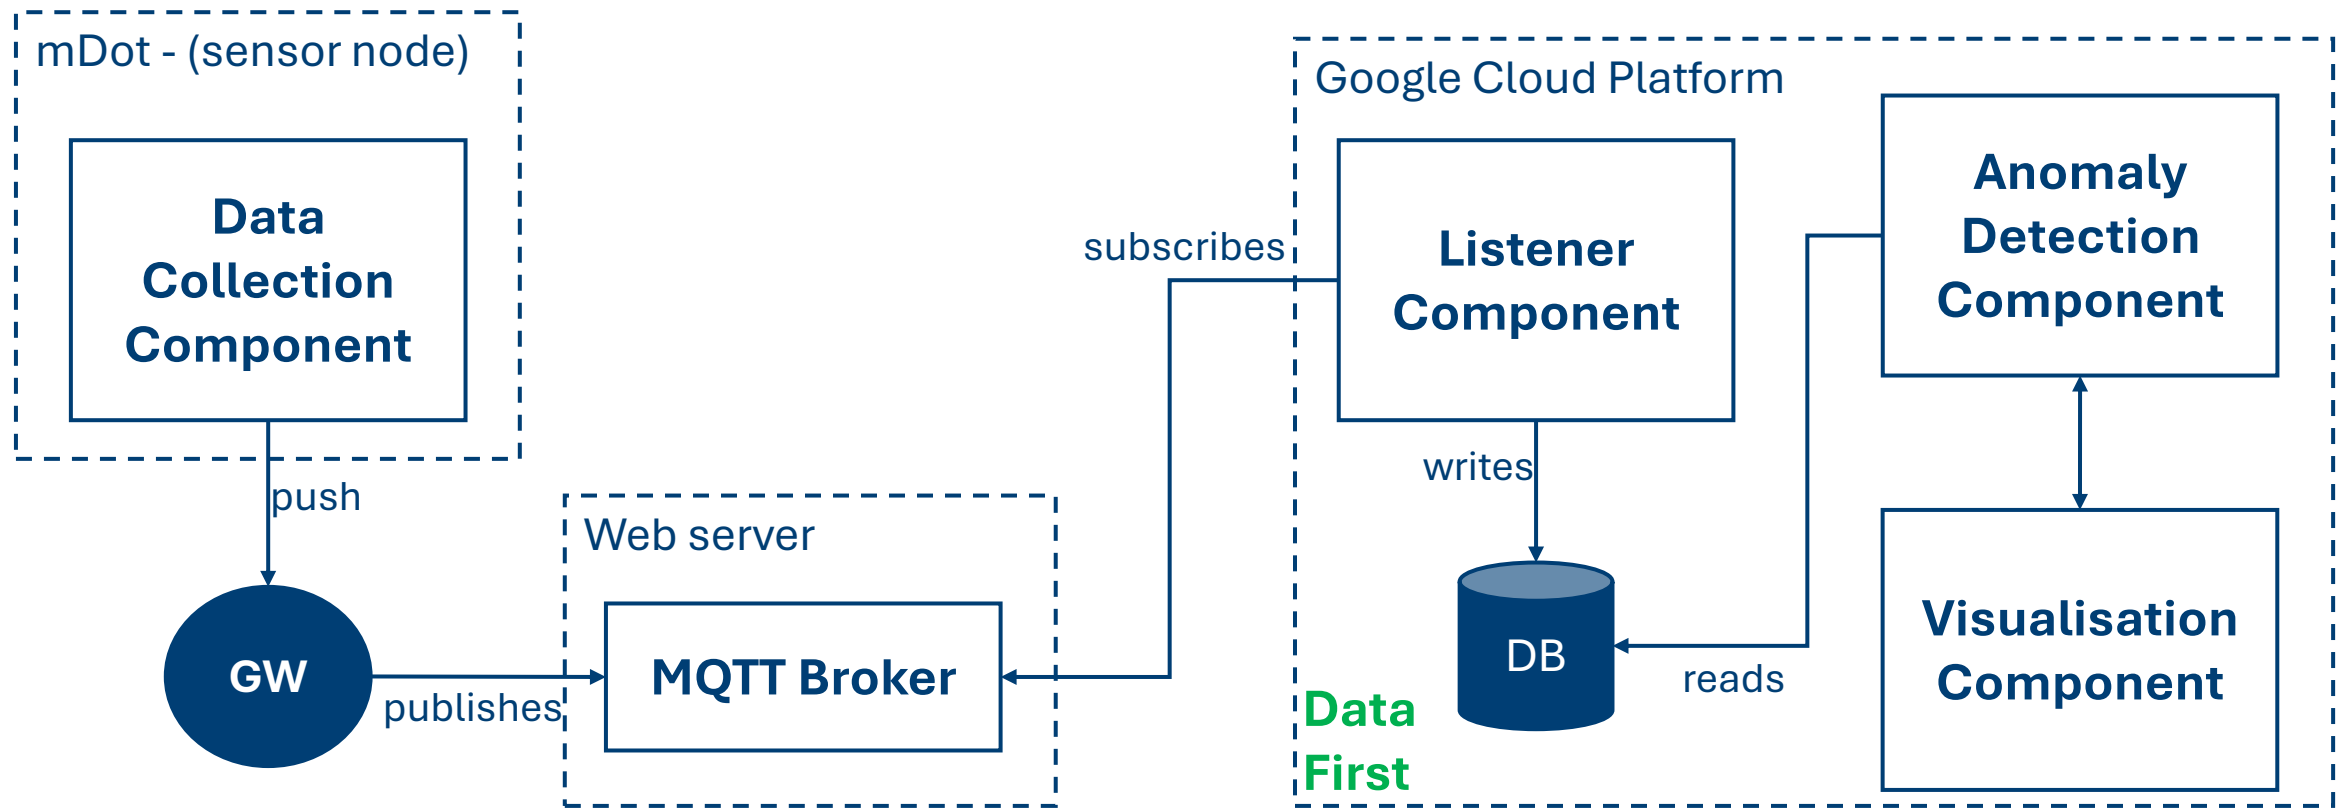 mDot - (sensor node)
Data
Collection
Component
push
GW
publishes
Web server
MQTT Broker
subscribes
Google Cloud Platform
Listener
Component
writes
DB
Data
First
reads
Anomaly
Detection
Component
Visualisation
Component